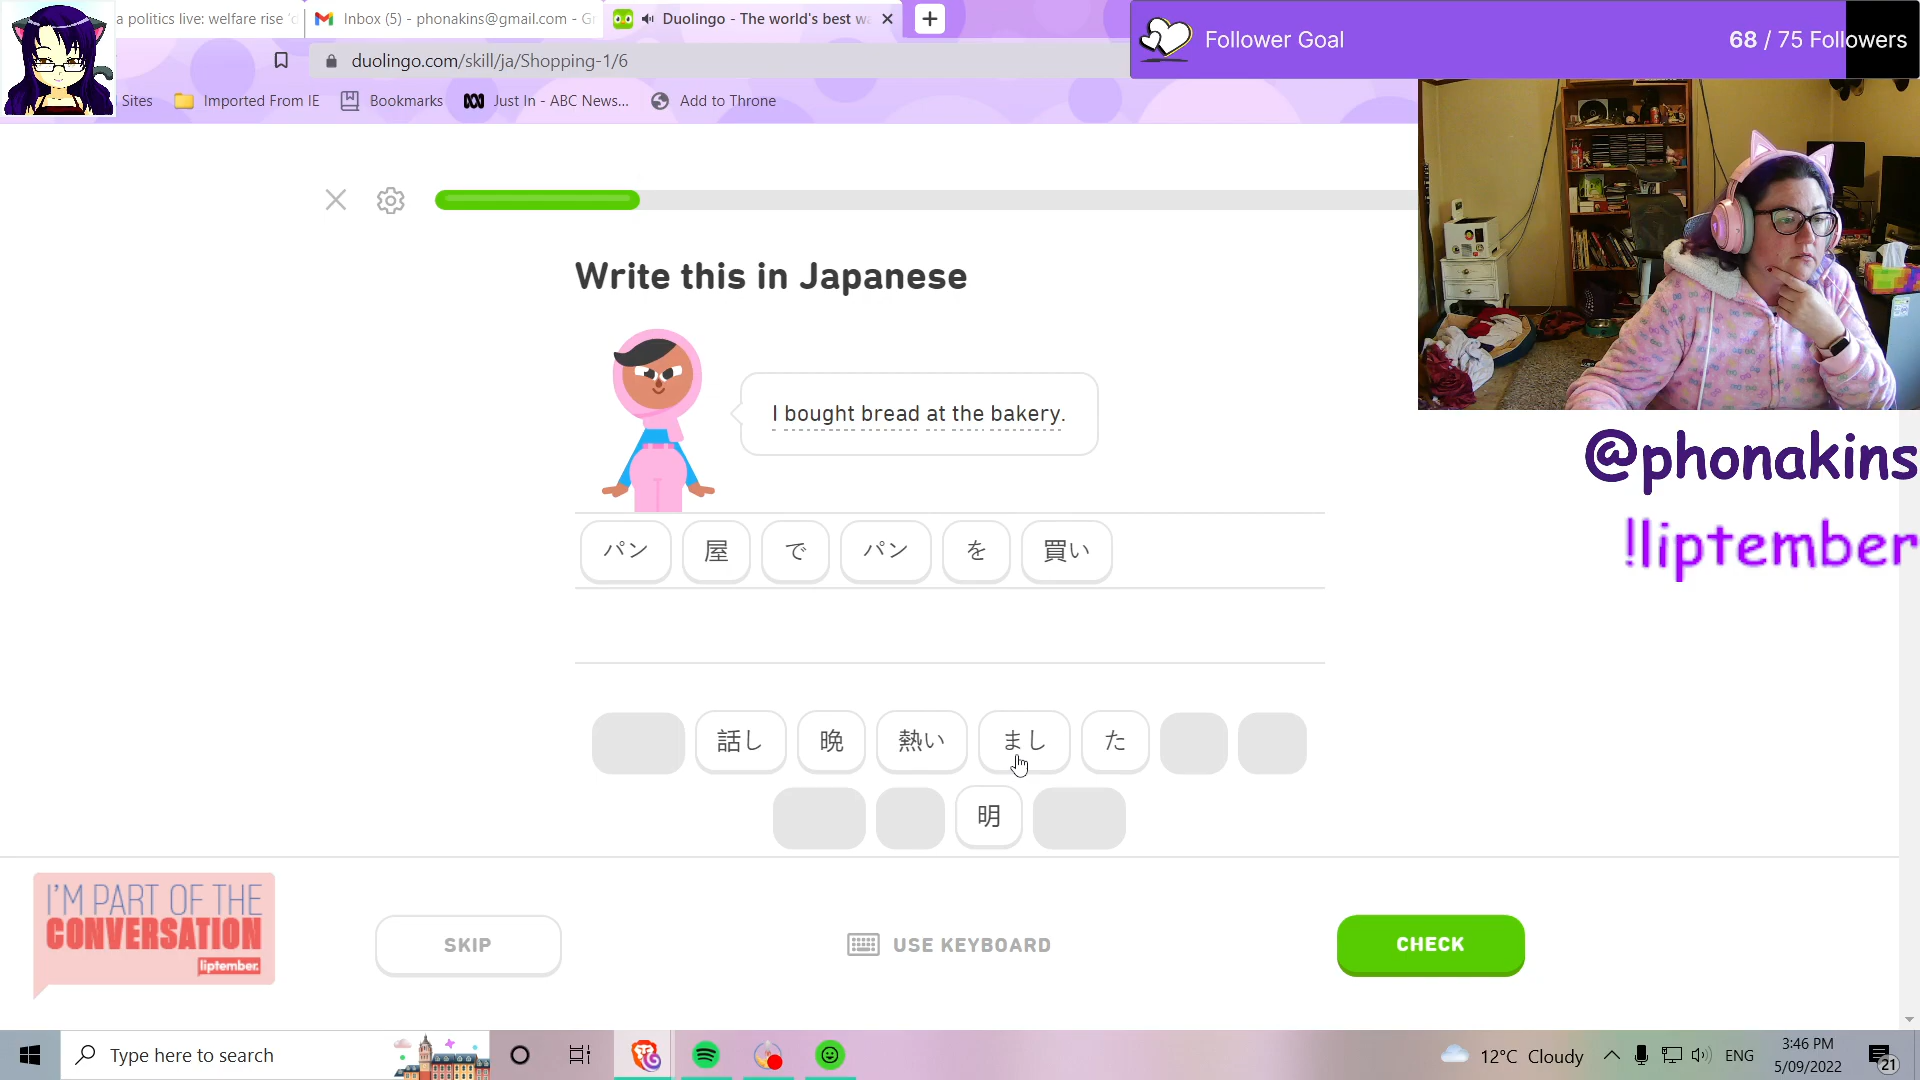 a politics live: welfare rise 'd
Inbox (5) - phonakins@gmail.com - Gr
Duolingo - The world's best wa
Follower Goal
68 / 75 Followers
duolingo.com/skill/ja/Shopping-1/6
Sites
Imported From IE
Bookmarks
Just In - ABC News...
Add to Throne
Write this in Japanese
I bought bread at the bakery.
@phonakins
!liptember
パン 屋 で パン を 買い
話し 晩 熱い まし た
明
I'M PART OF THE
CONVERSATION
liptember.
SKIP
USE KEYBOARD
CHECK
Type here to search
12°C Cloudy
ENG
3:46 PM
5/09/2022
21